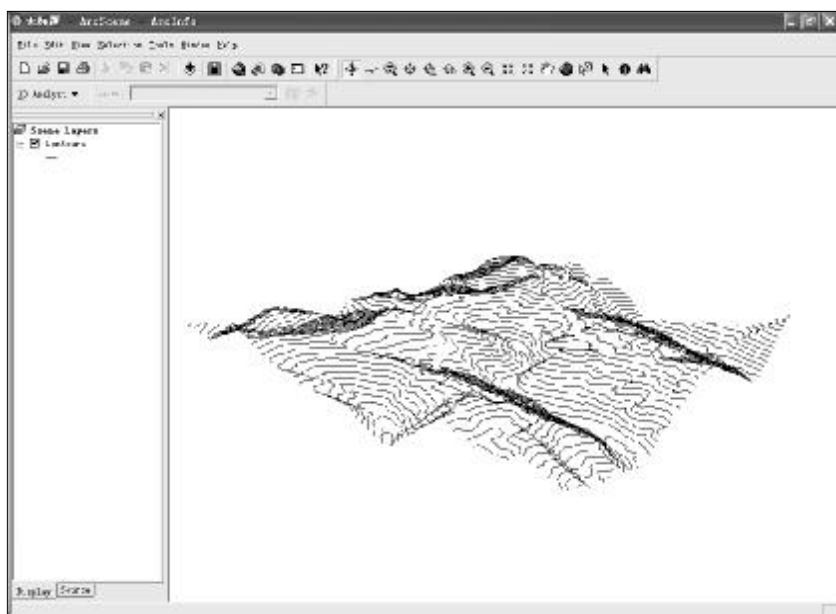 - ArcScene - ArcInfo
File Edit View Selection Tools Window Help
3D Analyst
Scene layers
Contours
Display Source